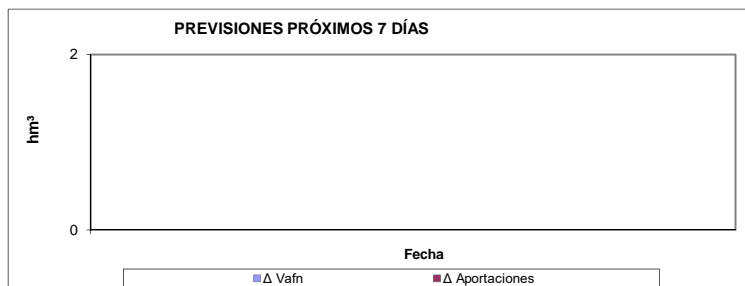 PREVISIONES PRÓXIMOS 7 DÍAS
2
hm³
0
Fecha
Δ Vafn Δ Aportaciones